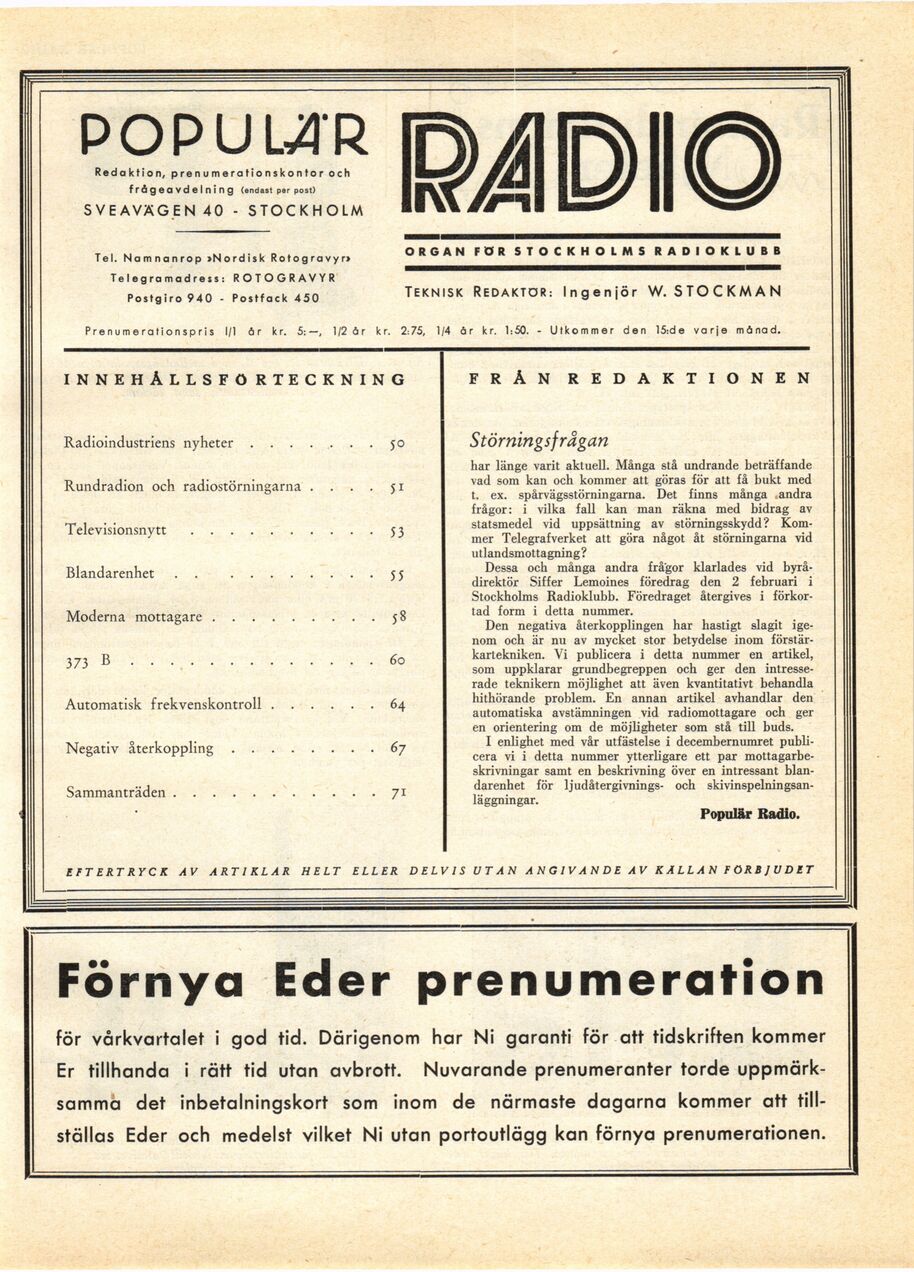 POPULÄR RADIO
Redaktion, prenumerationskontor och
frågeavdelning (endast per post)
SVEAVÄGEN 40 - STOCKHOLM
Tel. Namnanrop »Nordisk Rotogravyr»
Telegramadress: ROTOGRAVYR
Postgiro 940 - Postfack 450
ORGAN FÖR STOCKHOLMS RADIOKLUBB
TEKNISK REDAKTÖR: Ingenjör W. STOCKMAN
Prenumerationspris 1/1 år kr. 5:—, 1/2 år kr. 2:75, 1/4 år kr. 1:50. - Utkommer den 15:de varje månad.
INNEHÅLLSFÖRTECKNING
Radioindustriens nyheter . . . . . . . . 50
Rundradion och radiostörningarna . . . . 51
Televisionsnytt . . . . . . . . . . 53
Blandarenhet . . . . . . . . . . . 55
Moderna mottagare . . . . . . . . . 58
373 B . . . . . . . . . . . . . 60
Automatisk frekvenskontroll . . . . . . 64
Negativ återkoppling . . . . . . . . 67
Sammanträden . . . . . . . . . . . 71
FRÅN REDAKTIONEN
Störningsfrågan
har länge varit aktuell. Många stå undrande beträffande
vad som kan och kommer att göras för att få bukt med
t. ex. spårvägsstörningarna. Det finns många andra
frågor: i vilka fall kan man räkna med bidrag av
statsmedel vid uppsättning av störningsskydd? Kom-
mer Telegrafverket att göra något åt störningarna vid
utlandsmottagning?
Dessa och många andra frågor klarlades vid byrå-
direktör Siffer Lemoines föredrag den 2 februari i
Stockholms Radioklubb. Föredraget återgives i förkor-
tad form i detta nummer.
Den negativa återkopplingen har hastigt slagit ige-
nom och är nu av mycket stor betydelse inom förstär-
kartekniken. Vi publicera i detta nummer en artikel,
som uppklarar grundbegreppen och ger den intresse-
rade teknikern möjlighet att även kvantitativt behandla
hithörande problem. En annan artikel avhandlar den
automatiska avstämningen vid radiomottagare och ger
en orientering om de möjligheter som stå till buds.
I enlighet med vår utfästelse i decembernumret publi-
cera vi i detta nummer ytterligare ett par mottagarbe-
skrivningar samt en beskrivning över en intressant blan-
darenhet för ljudåtergivnings- och skivinspelningsan-
läggningar.
Populär Radio.
EFTERTRYCK AV ARTIKLAR HELT ELLER DELVIS UTAN ANGIVANDE AV KÄLLAN FÖRBJUDET
Förnya Eder prenumeration
för vårkvartalet i god tid. Därigenom har Ni garanti för att tidskriften kommer
Er tillhanda i rätt tid utan avbrott. Nuvarande prenumeranter torde uppmärk-
samma det inbetalningskort som inom de närmaste dagarna kommer att till-
ställas Eder och medelst vilket Ni utan portoutlägg kan förnya prenumerationen.